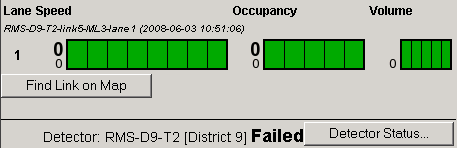 Lane Speed Occupancy Volume
RMS-D9-T2-link5-ML3-lane1 (2008-06-03 10:51:06)
1 0 0 0 0 0
Find Link on Map
Detector: RMS-D9-T2 [District 9] Failed Detector Status...